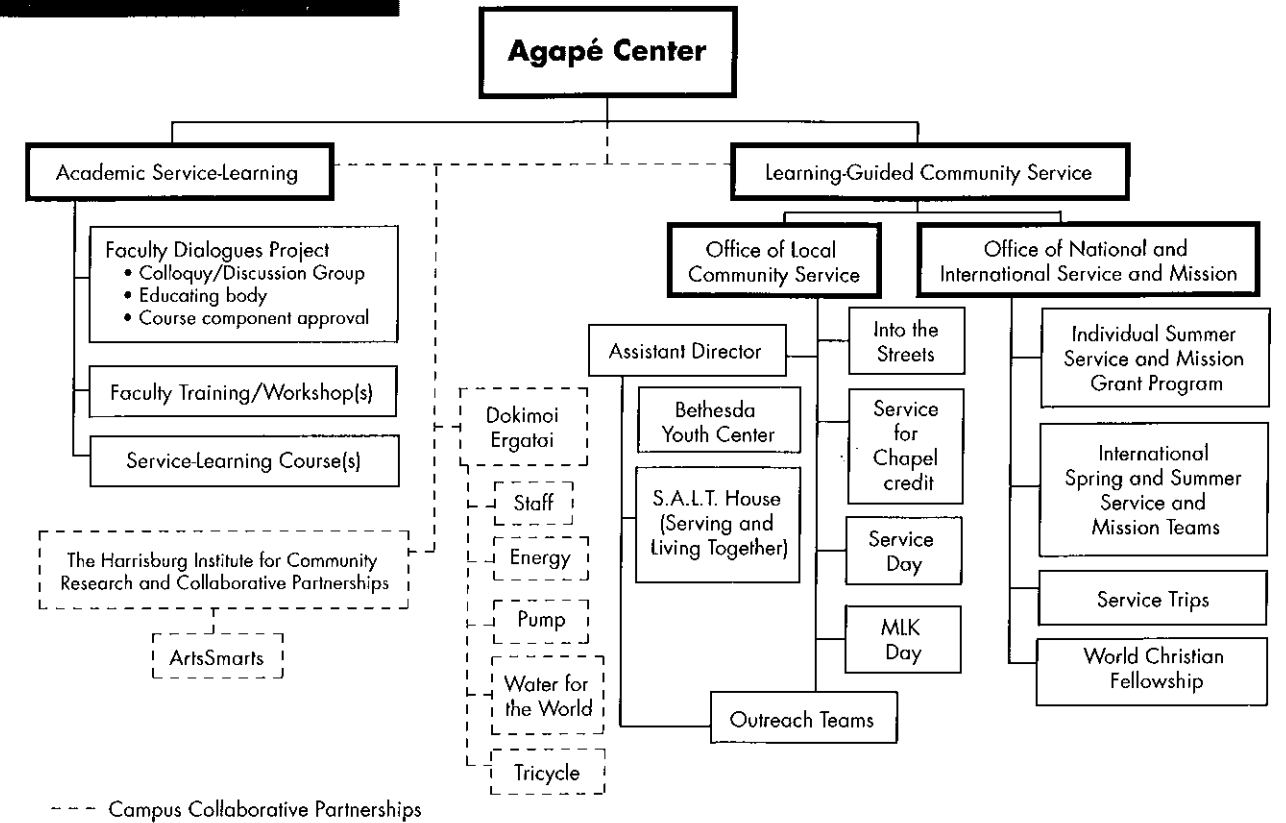 Agapé Center
Academic Service-Learning
Learning-Guided Community Service
Faculty Dialogues Project
• Colloquy/Discussion Group
• Educating body
• Course component approval
Faculty Training/Workshop(s)
Service-Learning Course(s)
The Harrisburg Institute for Community
Research and Collaborative Partnerships
ArtsSmarts
Dokimoi
Ergatai
Staff
Energy
Pump
Water for
the World
Tricycle
Office of Local
Community Service
Assistant Director
Bethesda
Youth Center
S.A.L.T. House
(Serving and
Living Together)
Into the
Streets
Service
for
Chapel
credit
Service
Day
MLK
Day
Outreach Teams
Office of National and
International Service and Mission
Individual Summer
Service and Mission
Grant Program
International
Spring and Summer
Service and
Mission Teams
Service Trips
World Christian
Fellowship
--- Campus Collaborative Partnerships